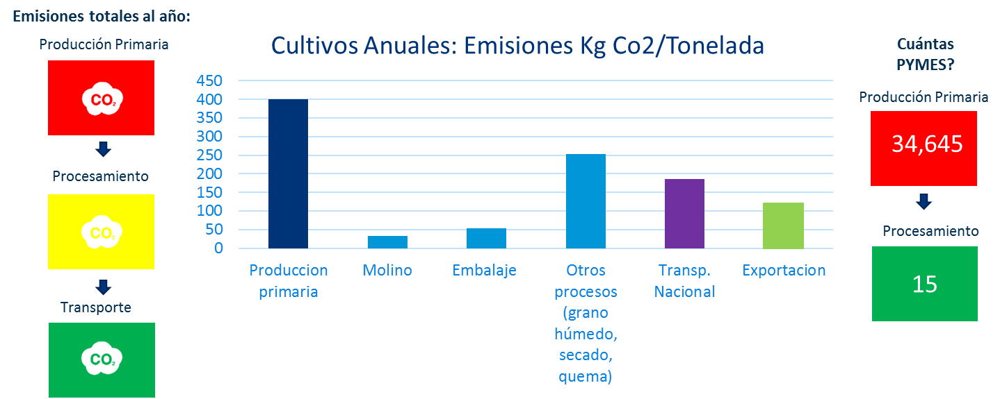 Emisiones totales al año:
Producción Primaria
CO₂
Procesamiento
CO₂
Transporte
CO₂
Cultivos Anuales: Emisiones Kg Co2/Tonelada
450
400
350
300
250
200
150
100
50
0
Produccion
primaria
Molino
Embalaje
Otros
procesos
(grano
húmedo,
secado,
quema)
Transp.
Nacional
Exportacion
Cuántas
PYMES?
Producción Primaria
34,645
Procesamiento
15